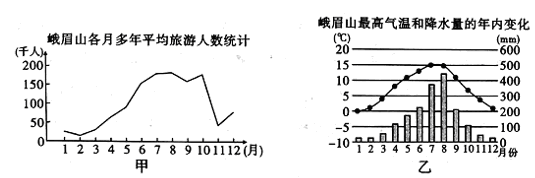 峨眉山各月多年平均旅游人数统计
(千人)
200
150
100
50
0
1 2 3 4 5 6 7 8 9 10 11 12 (月)
甲
峨眉山最高气温和降水量的年内变化
(℃) (mm)
20 600
15 500
10 400
5 300
0 200
-5 100
-10 0
1 2 3 4 5 6 7 8 9 10 11 12 月份
乙